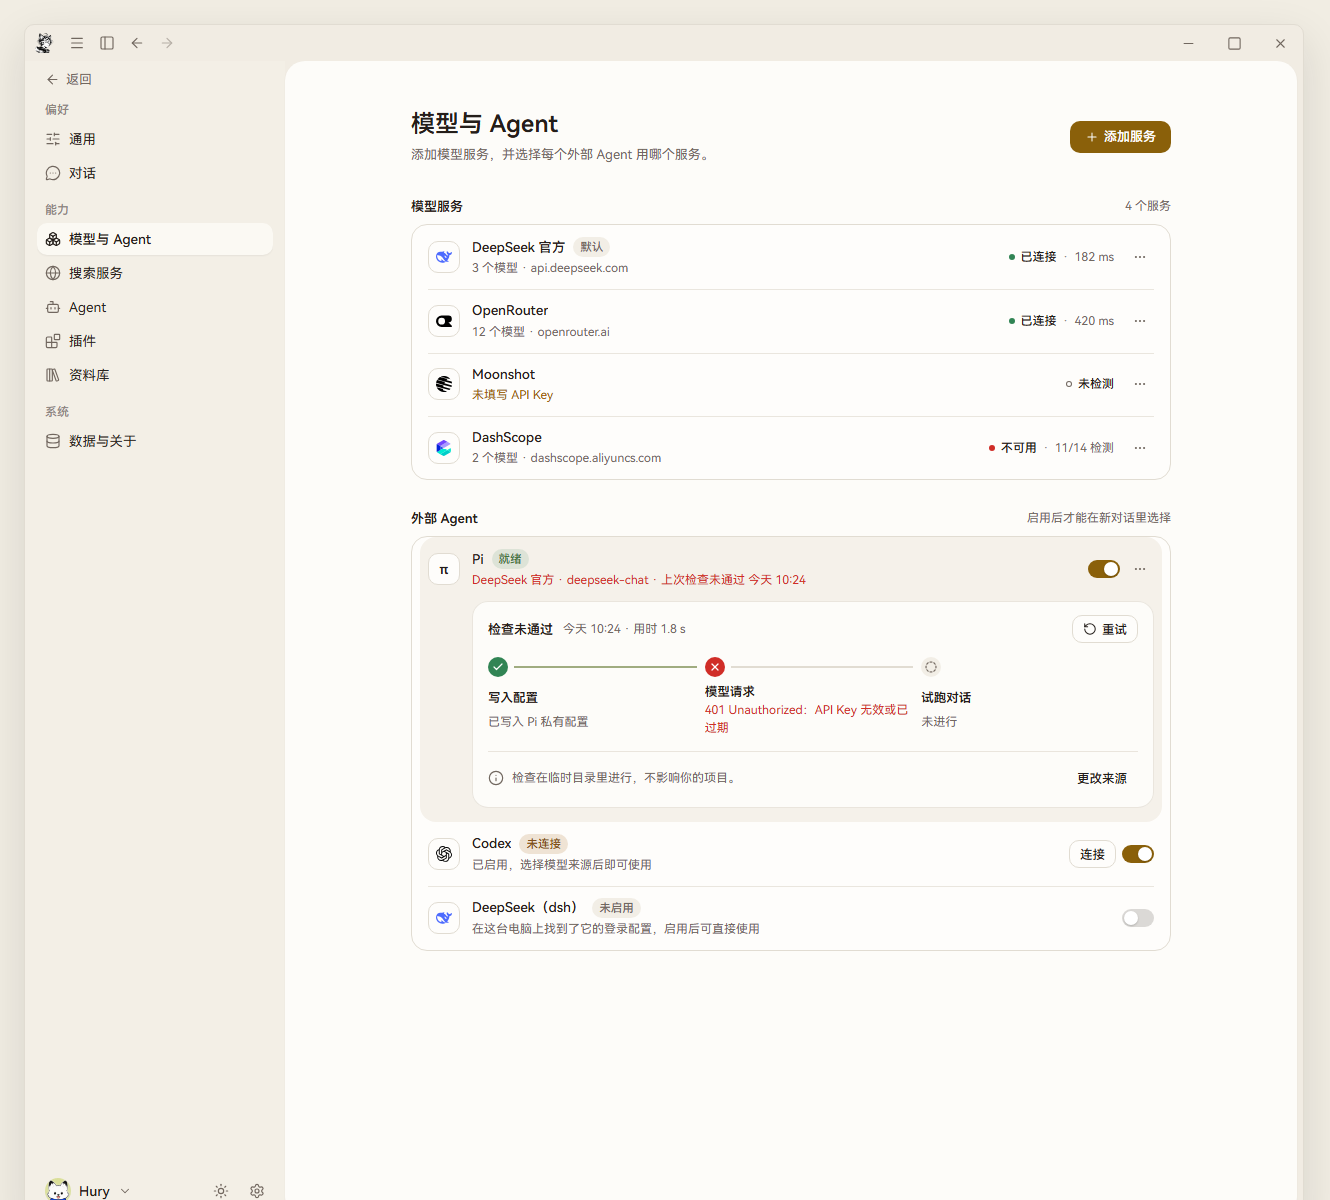 返回
偏好
通用
对话
能力
模型与 Agent
搜索服务
Agent
插件
资料库
系统
数据与关于
Hury
模型与 Agent
添加模型服务，并选择每个外部 Agent 用哪个服务。
添加服务
模型服务
4 个服务
DeepSeek 官方 默认
3 个模型 · api.deepseek.com
已连接 · 182 ms
OpenRouter
12 个模型 · openrouter.ai
已连接 · 420 ms
Moonshot
未填写 API Key
未检测
DashScope
2 个模型 · dashscope.aliyuncs.com
不可用 · 11/14 检测
外部 Agent
启用后才能在新对话里选择
π
Pi 就绪
DeepSeek 官方 · deepseek-chat · 上次检查未通过 今天 10:24
检查未通过 今天 10:24 · 用时 1.8 s
重试
写入配置
已写入 Pi 私有配置
模型请求
401 Unauthorized：API Key 无效或已
过期
试跑对话
未进行
检查在临时目录里进行，不影响你的项目。
更改来源
Codex 未连接
已启用，选择模型来源后即可使用
连接
DeepSeek（dsh） 未启用
在这台电脑上找到了它的登录配置，启用后可直接使用